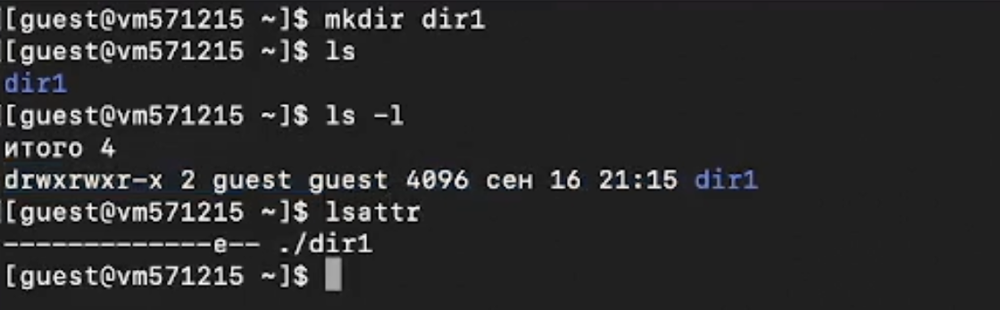 [guest@vm571215 ~]$ mkdir dir1
[guest@vm571215 ~]$ ls
dir1
[guest@vm571215 ~]$ ls -l
итого 4
drwxrwxr-x 2 guest guest 4096 сен 16 21:15 dir1
[guest@vm571215 ~]$ lsattr
-------------e-- ./dir1
[guest@vm571215 ~]$